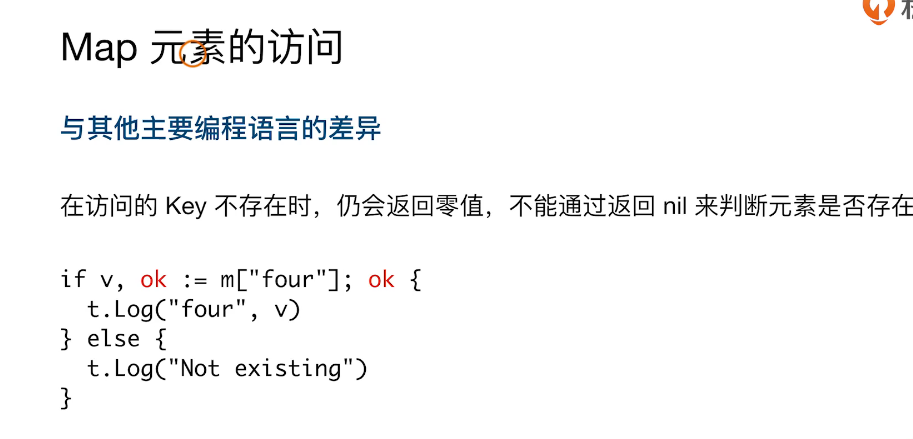 Map 元素的访问
与其他主要编程语言的差异
在访问的 Key 不存在时，仍会返回零值，不能通过返回 nil 来判断元素是否存在
if v, ok := m["four"]; ok {
  t.Log("four", v)
} else {
  t.Log("Not existing")
}